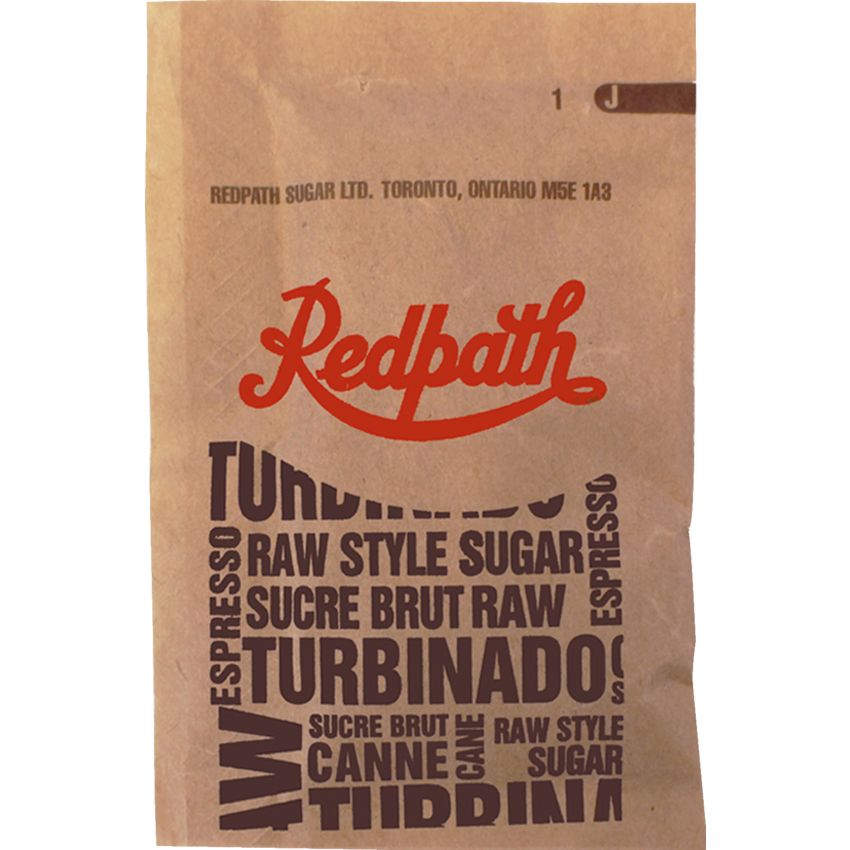 1 J
REDPATH SUGAR LTD. TORONTO, ONTARIO M5E 1A3
Redpath
TURBINADO
ESPRESSO
RAW STYLE SUGAR
ESPRESSO
SUCRE BRUT RAW
TURBINADO
SUCRE BRUT
CANE
RAW STYLE
CANNE
SUGAR